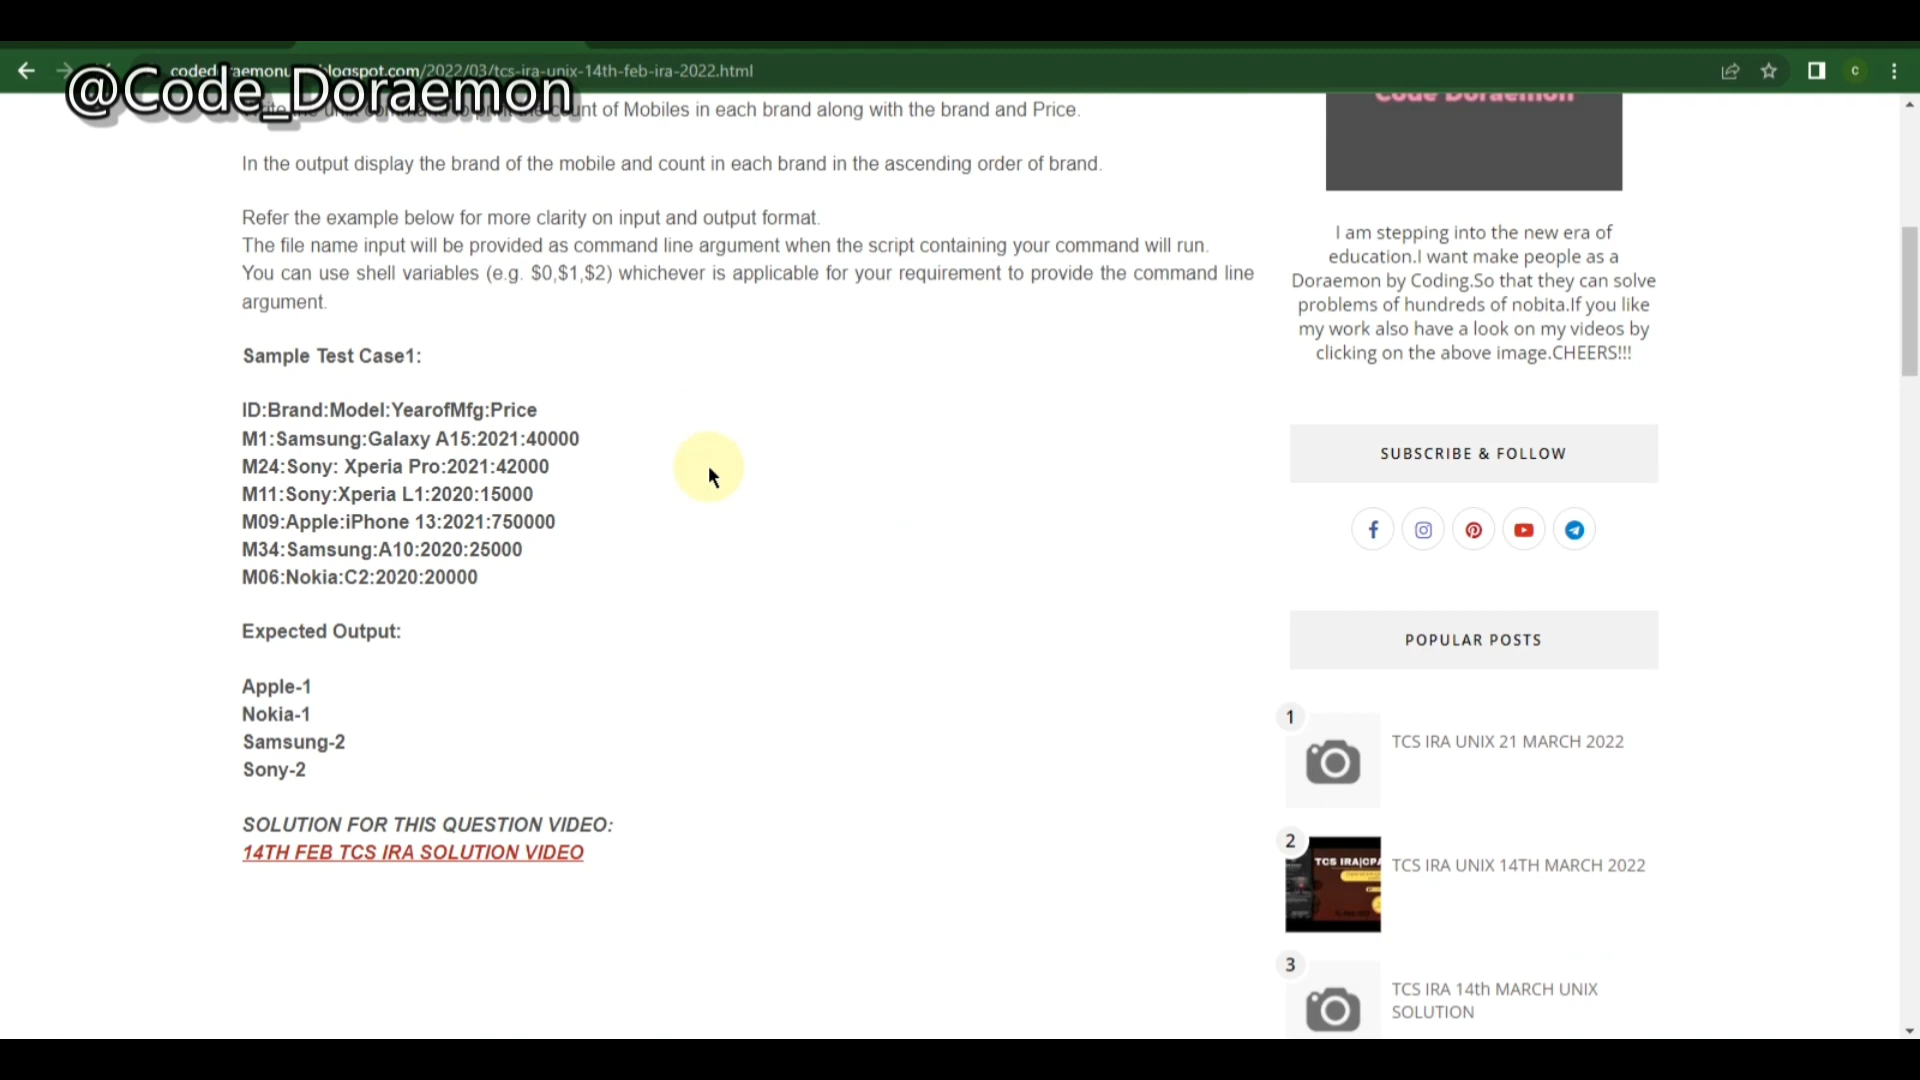 @Code_Doraemon
blogspot.com/2022/03/tcs-ira-unix-14th-feb-ira-2022.html
c
count of Mobiles in each brand along with the brand and Price.
In the output display the brand of the mobile and count in each brand in the ascending order of brand.
Refer the example below for more clarity on input and output format.
The file name input will be provided as command line argument when the script containing your command will run.
You can use shell variables (e.g. $0,$1,$2) whichever is applicable for your requirement to provide the command line
argument.
Sample Test Case1:
ID:Brand:Model:YearofMfg:Price
M1:Samsung:Galaxy A15:2021:40000
M24:Sony: Xperia Pro:2021:42000
M11:Sony:Xperia L1:2020:15000
M09:Apple:iPhone 13:2021:750000
M34:Samsung:A10:2020:25000
M06:Nokia:C2:2020:20000
Expected Output:
Apple-1
Nokia-1
Samsung-2
Sony-2
SOLUTION FOR THIS QUESTION VIDEO:
14TH FEB TCS IRA SOLUTION VIDEO
Code Doraemon
I am stepping into the new era of
education.I want make people as a
Doraemon by Coding.So that they can solve
problems of hundreds of nobita.If you like
my work also have a look on my videos by
clicking on the above image.CHEERS!!!
SUBSCRIBE & FOLLOW
POPULAR POSTS
1
TCS IRA UNIX 21 MARCH 2022
2
TCS IRA UNIX 14TH MARCH 2022
3
TCS IRA 14th MARCH UNIX
SOLUTION